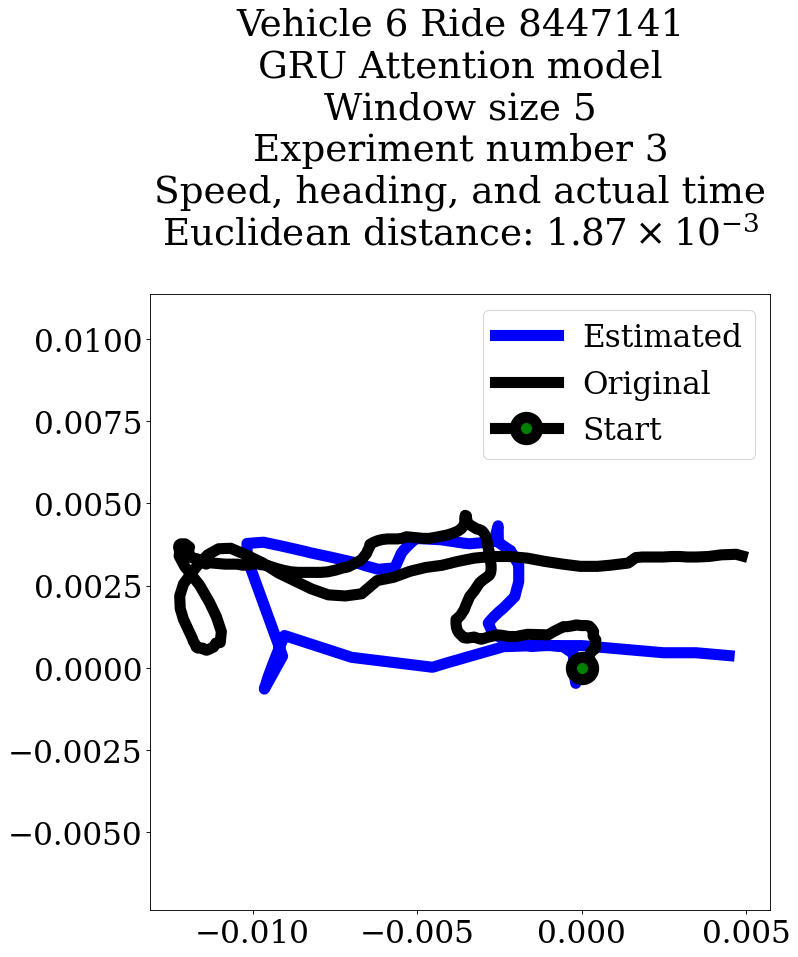 Vehicle 6 Ride 8447141
GRU Attention model
Window size 5
Experiment number 3
Speed, heading, and actual time
Euclidean distance: 1.87 × 10⁻³
Estimated
Original
Start
0.0100
0.0075
0.0050
0.0025
0.0000
−0.0025
−0.0050
−0.010
−0.005
0.000
0.005